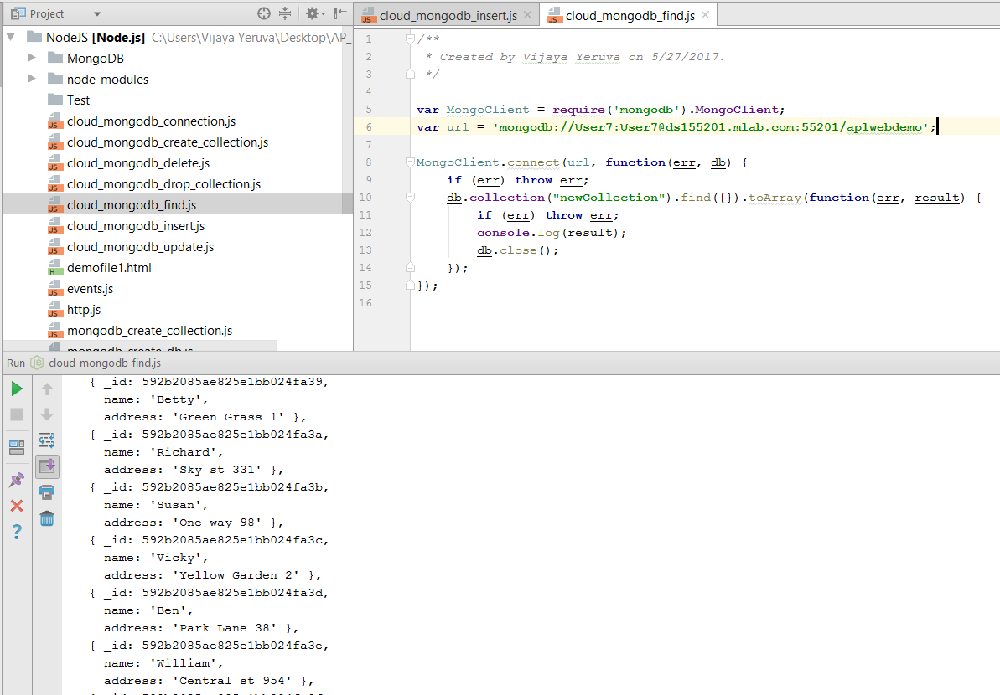 Project
cloud_mongodb_insert.js
cloud_mongodb_find.js
NodeJS [Node.js] C:\Users\Vijaya Yeruva\Desktop\AP_
MongoDB
node_modules
Test
cloud_mongodb_connection.js
cloud_mongodb_create_collection.js
cloud_mongodb_delete.js
cloud_mongodb_drop_collection.js
cloud_mongodb_find.js
cloud_mongodb_insert.js
cloud_mongodb_update.js
demofile1.html
events.js
http.js
mongodb_create_collection.js
mongodb_create_db.js
1 /**
2 * Created by Vijaya Yeruva on 5/27/2017.
3 */
4
5 var MongoClient = require('mongodb').MongoClient;
6 var url = 'mongodb://User7:User7@ds155201.mlab.com:55201/aplwebdemo';
7
8 MongoClient.connect(url, function(err, db) {
9 if (err) throw err;
10 db.collection("newCollection").find({}).toArray(function(err, result) {
11 if (err) throw err;
12 console.log(result);
13 db.close();
14 });
15 });
16
Run cloud_mongodb_find.js
{ _id: 592b2085ae825e1bb024fa39,
name: 'Betty',
address: 'Green Grass 1' },
{ _id: 592b2085ae825e1bb024fa3a,
name: 'Richard',
address: 'Sky st 331' },
{ _id: 592b2085ae825e1bb024fa3b,
name: 'Susan',
address: 'One way 98' },
{ _id: 592b2085ae825e1bb024fa3c,
name: 'Vicky',
address: 'Yellow Garden 2' },
{ _id: 592b2085ae825e1bb024fa3d,
name: 'Ben',
address: 'Park Lane 38' },
{ _id: 592b2085ae825e1bb024fa3e,
name: 'William',
address: 'Central st 954' },